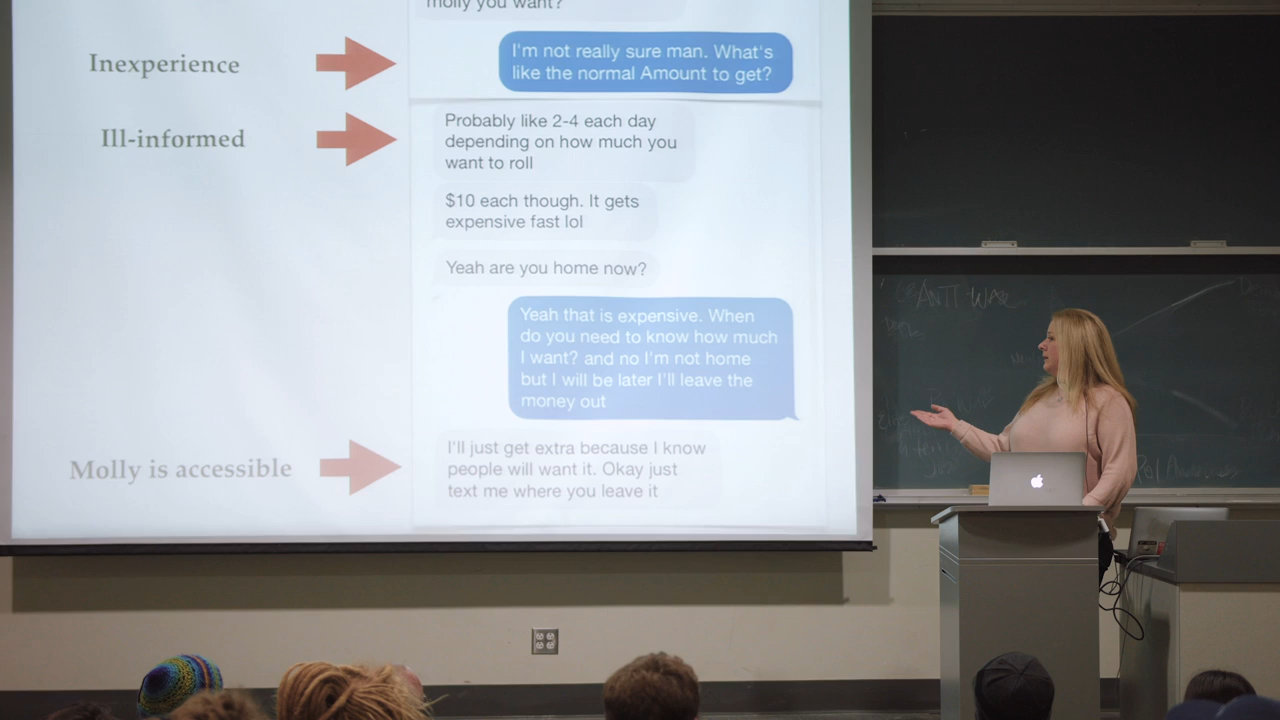 molly you want?
Inexperience
I'm not really sure man. What's
like the normal Amount to get?
Ill-informed
Probably like 2-4 each day
depending on how much you
want to roll
$10 each though. It gets
expensive fast lol
Yeah are you home now?
Yeah that is expensive. When
do you need to know how much
I want? and no I'm not home
but I will be later I'll leave the
money out
Molly is accessible
I'll just get extra because I know
people will want it. Okay just
text me where you leave it
ANTI-WAR